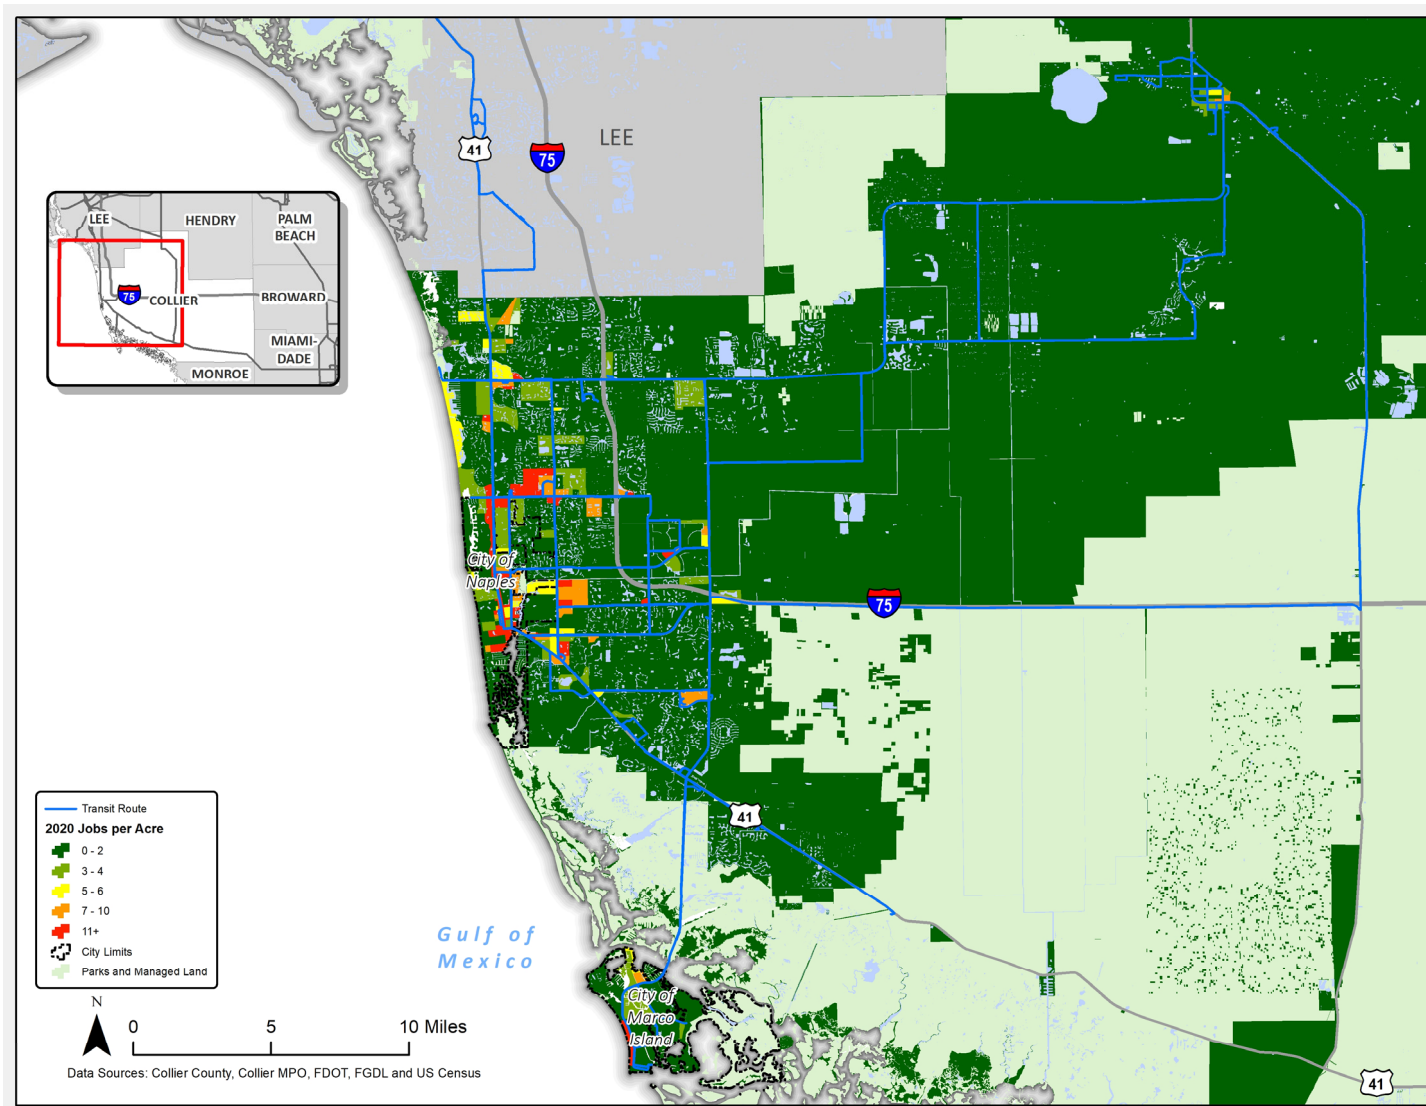 LEE
41
75
LEE
HENDRY
PALM
BEACH
75
COLLIER
BROWARD
MIAMI-
DADE
MONROE
City of
Naples
75
41
Transit Route
2020 Jobs per Acre
0 - 2
3 - 4
5 - 6
7 - 10
11+
City Limits
Parks and Managed Land
Gulf of
Mexico
City of
Marco
Island
N
0 5 10 Miles
Data Sources: Collier County, Collier MPO, FDOT, FGDL and US Census
41